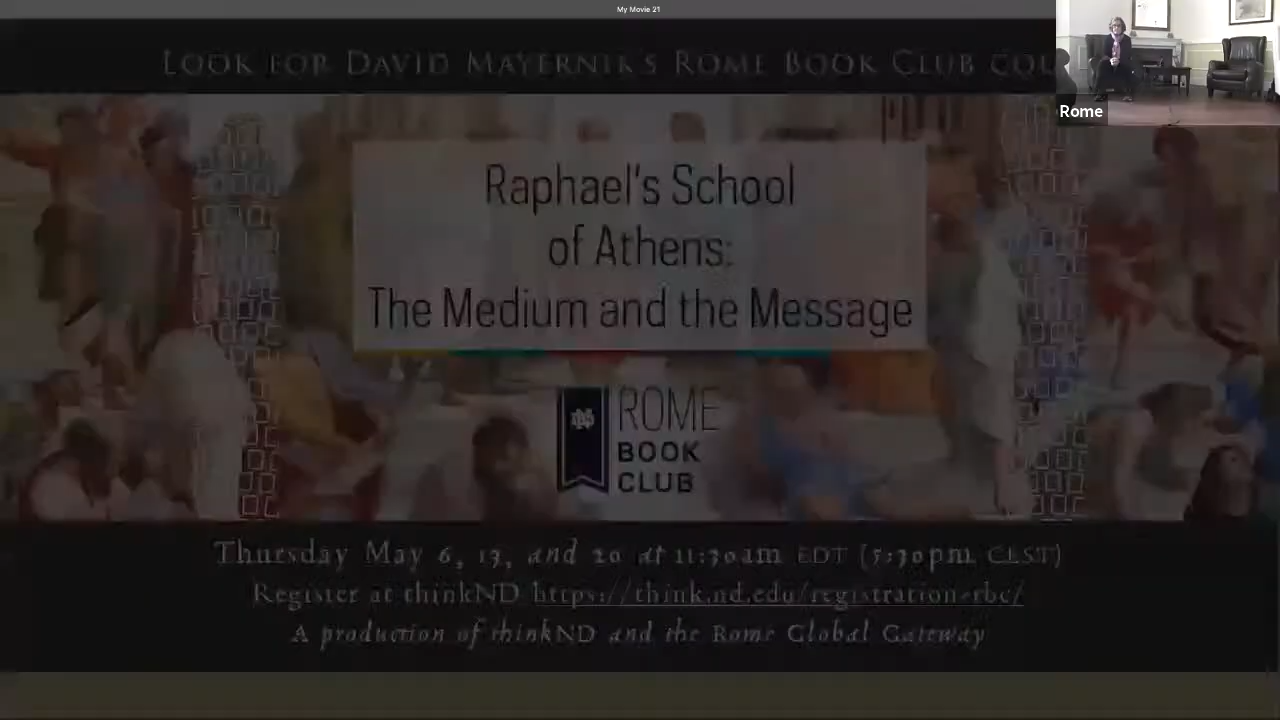 My Movie 21
Look for David Mayernik's Rome Book Club cou
Rome
Raphael's School
of Athens:
The Medium and the Message
ND
ROME
BOOK
CLUB
Thursday May 6, 13, and 20 at 11:30am EDT (5:30pm CEST)
Register at thinkND https://think.nd.edu/registration-rbc/
A production of thinkND and the Rome Global Gateway